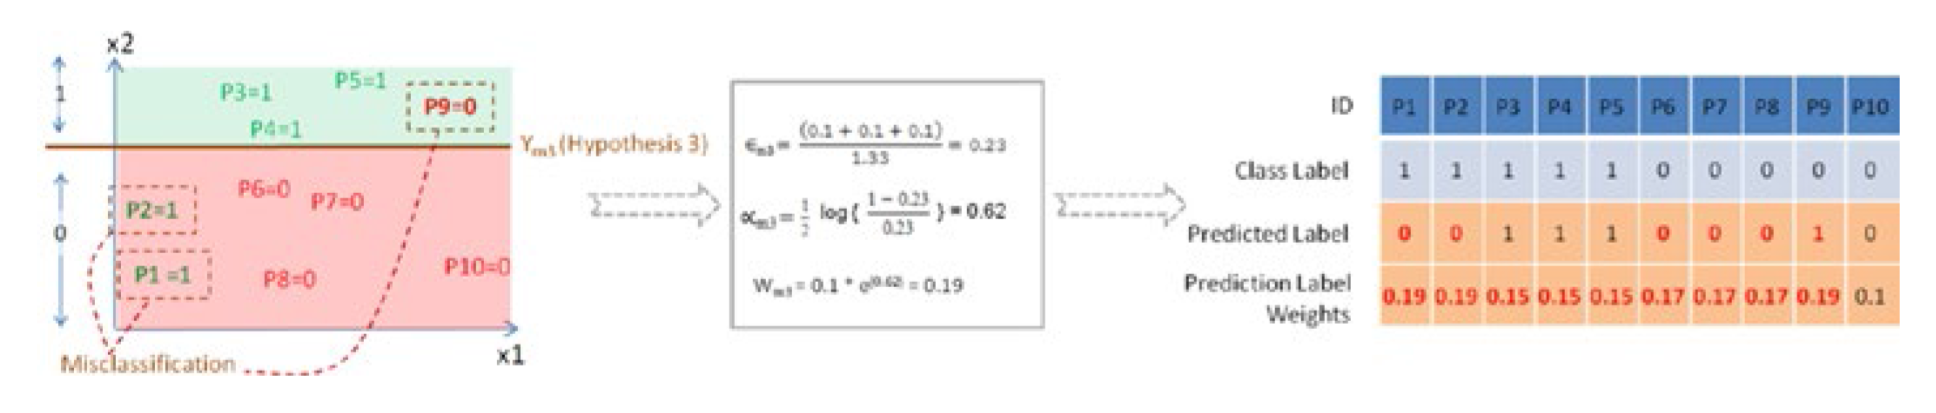 x2
1
P3=1
P5=1
P9=0
P4=1
Ym3(Hypothesis 3)
0
P6=0
P7=0
P2=1
P1 =1
P8=0
P10=0
x1
Misclassification
ϵm3 = (0.1 + 0.1 + 0.1) / 1.33 = 0.23
∝m3 = 1/2 log( (1 − 0.23) / 0.23 ) = 0.62
Wm3 = 0.1 * e(0.62) = 0.19
ID P1 P2 P3 P4 P5 P6 P7 P8 P9 P10
Class Label 1 1 1 1 1 0 0 0 0 0
Predicted Label 0 0 1 1 1 0 0 0 1 0
Prediction Label
Weights 0.19 0.19 0.15 0.15 0.15 0.17 0.17 0.17 0.19 0.1